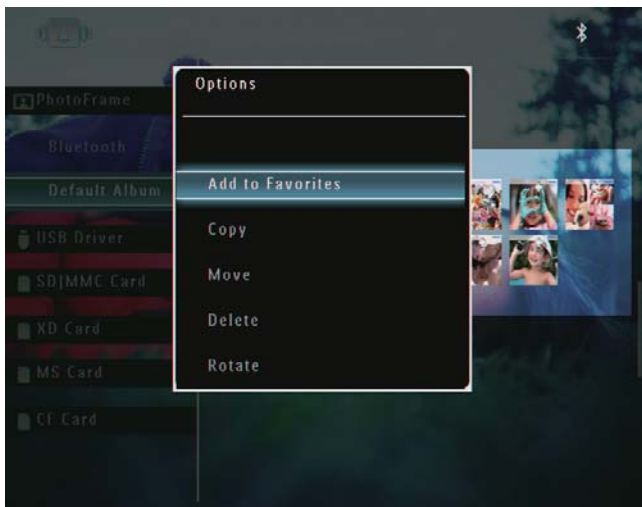 Options
PhotoFrame
Bluetooth
Default Album
USB Driver
SD|MMC Card
XD Card
MS Card
CF Card
Add to Favorites
Copy
Move
Delete
Rotate